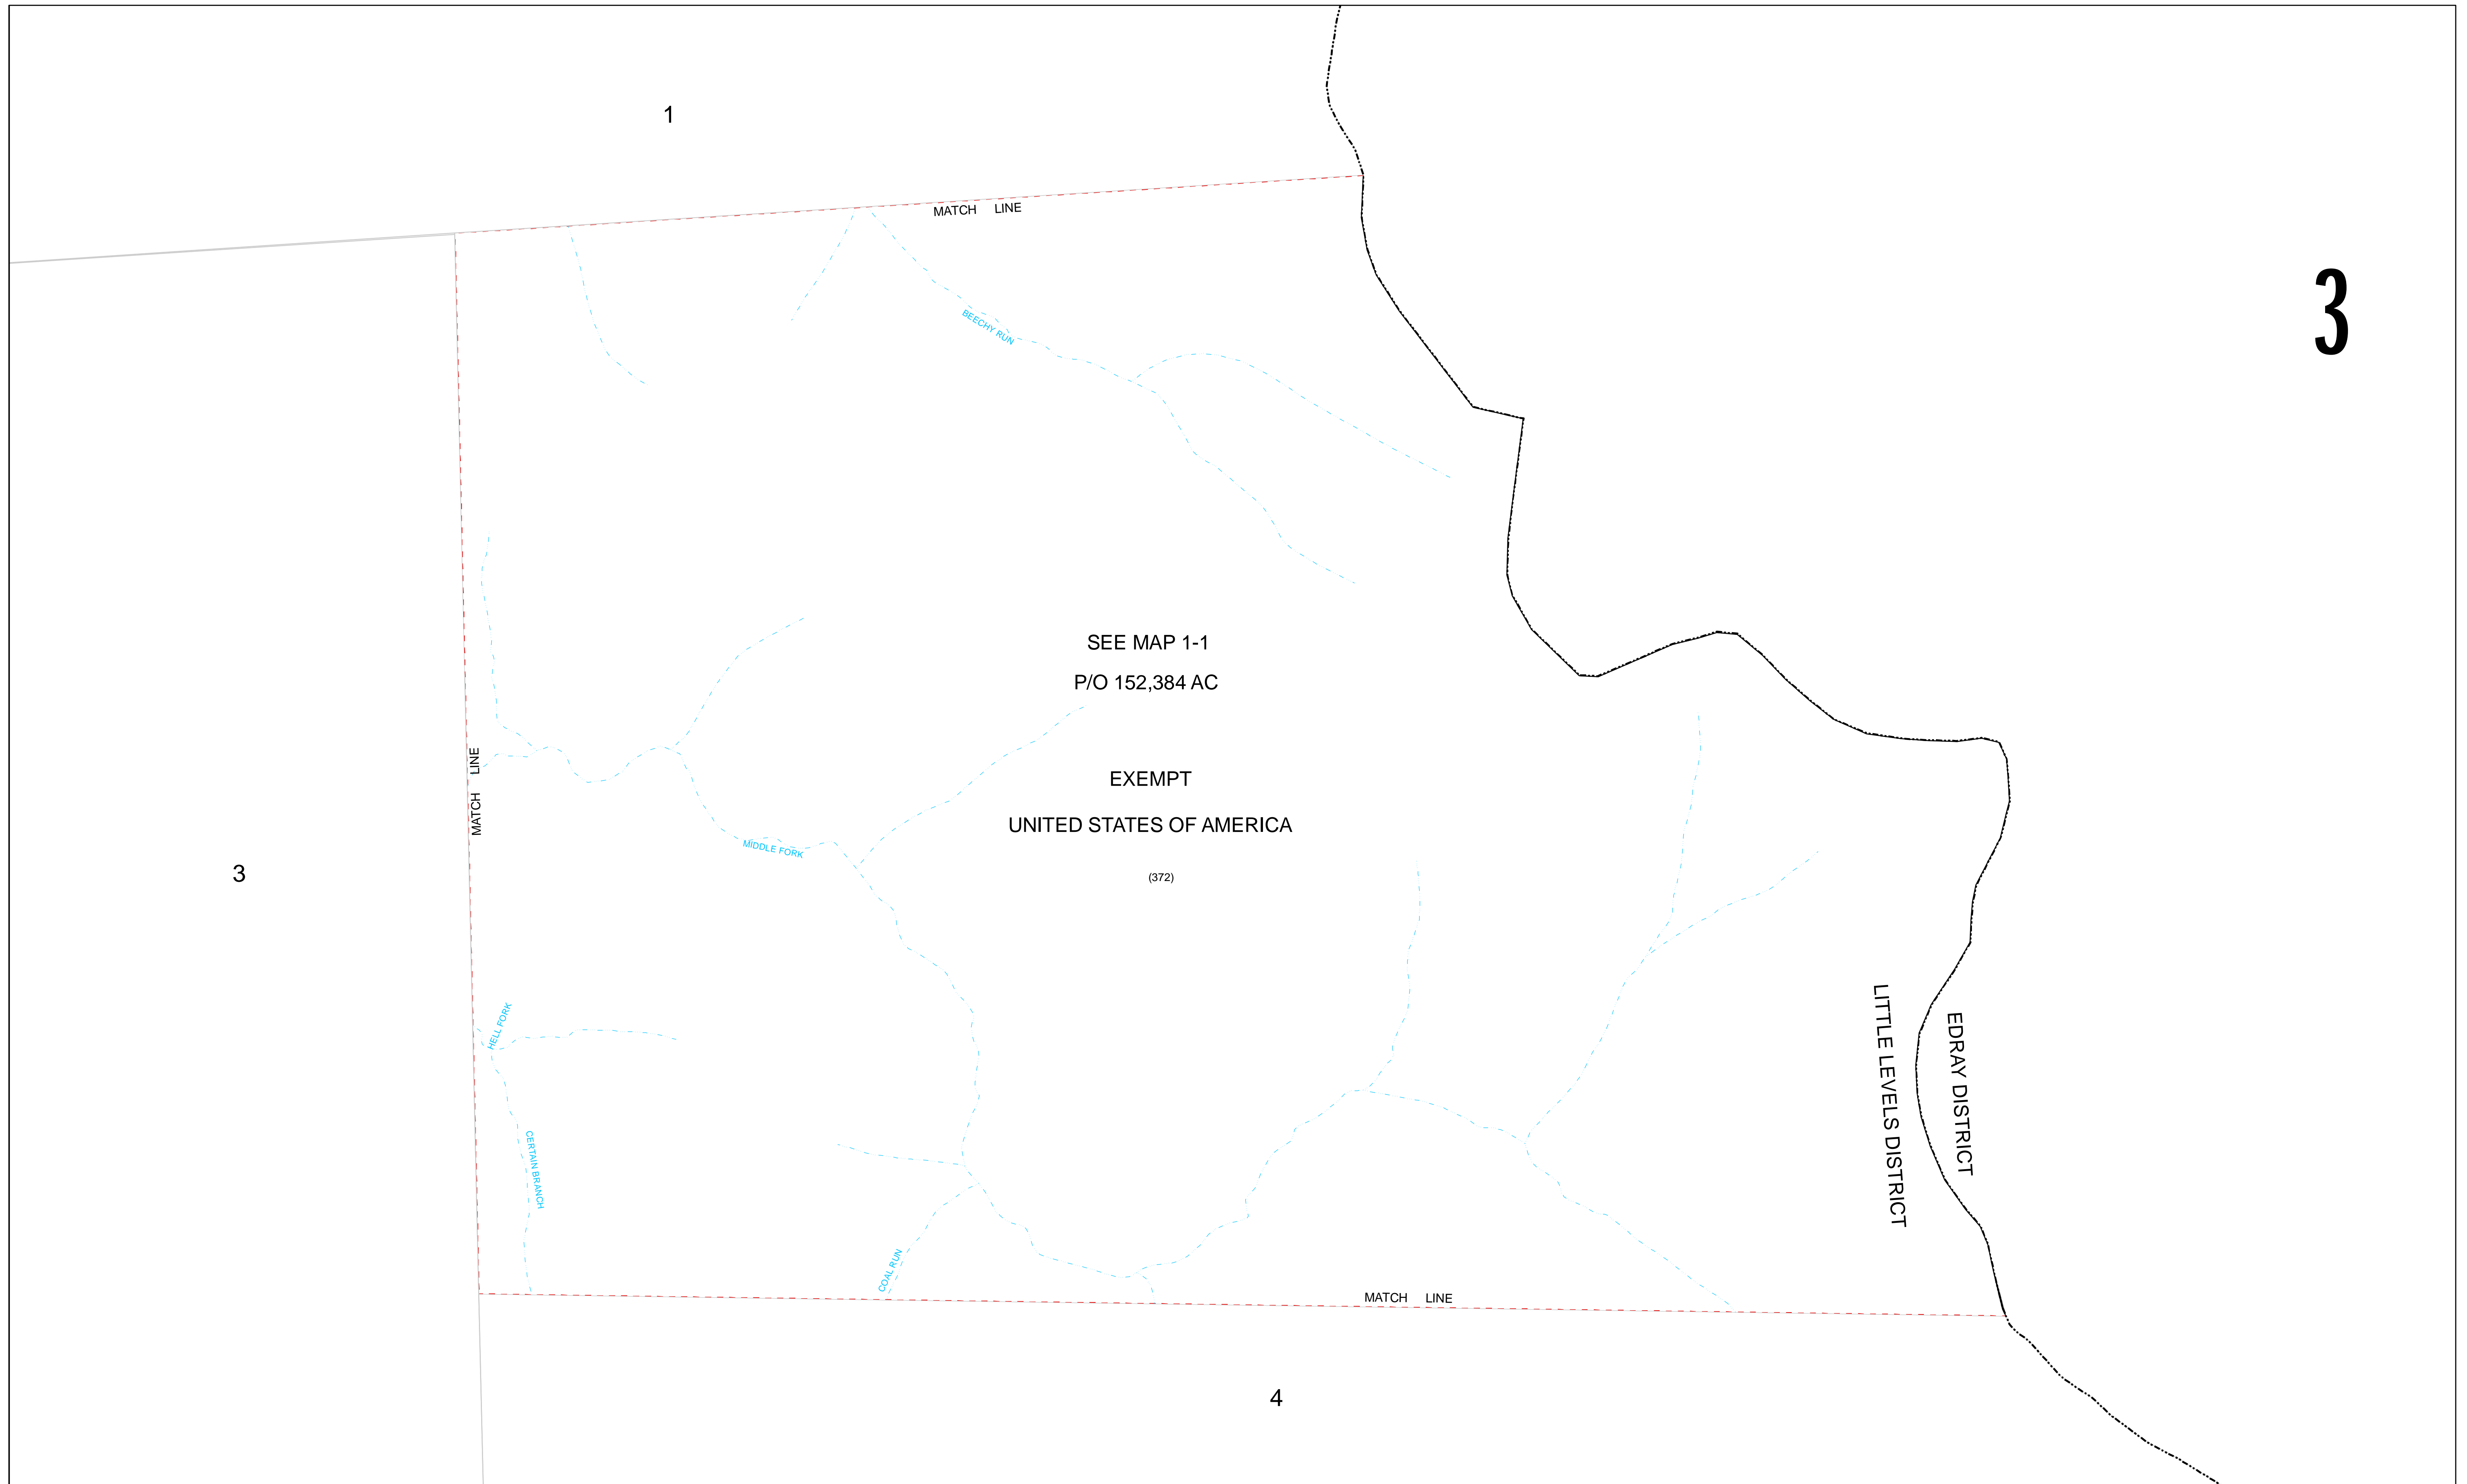 1
MATCH LINE
3
BEECHY RUN
SEE MAP 1-1
P/O 152,384 AC
MATCH LINE
EXEMPT
UNITED STATES OF AMERICA
(372)
MIDDLE FORK
3
HELL FORK
CERTAIN BRANCH
COAL RUN
LITTLE LEVELS DISTRICT
EDRAY DISTRICT
MATCH LINE
4